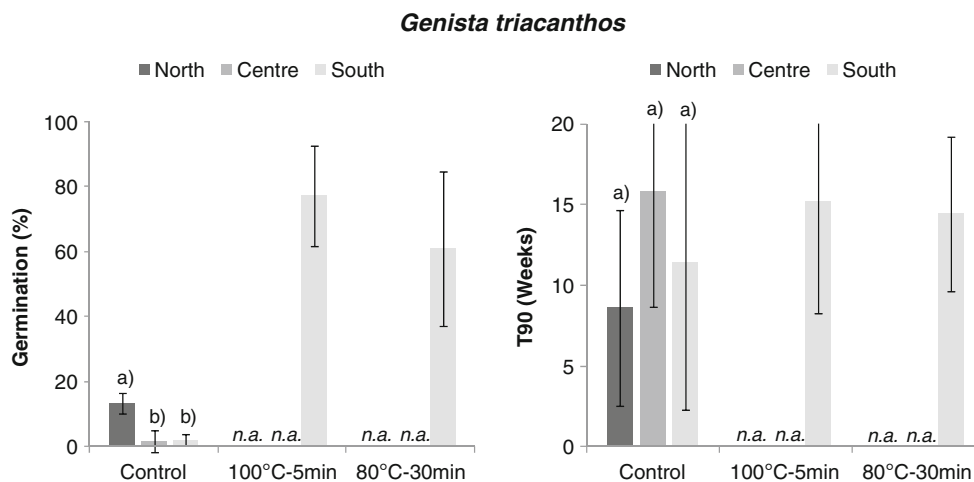 Genista triacanthos
North Centre South
100
80
60
40
20
0
Germination (%)
a)
b) b)
n.a. n.a.
n.a. n.a.
Control 100°C-5min 80°C-30min
North Centre South
20
15
10
5
0
T90 (Weeks)
a)
a)
a)
n.a. n.a.
n.a. n.a.
Control 100°C-5min 80°C-30min